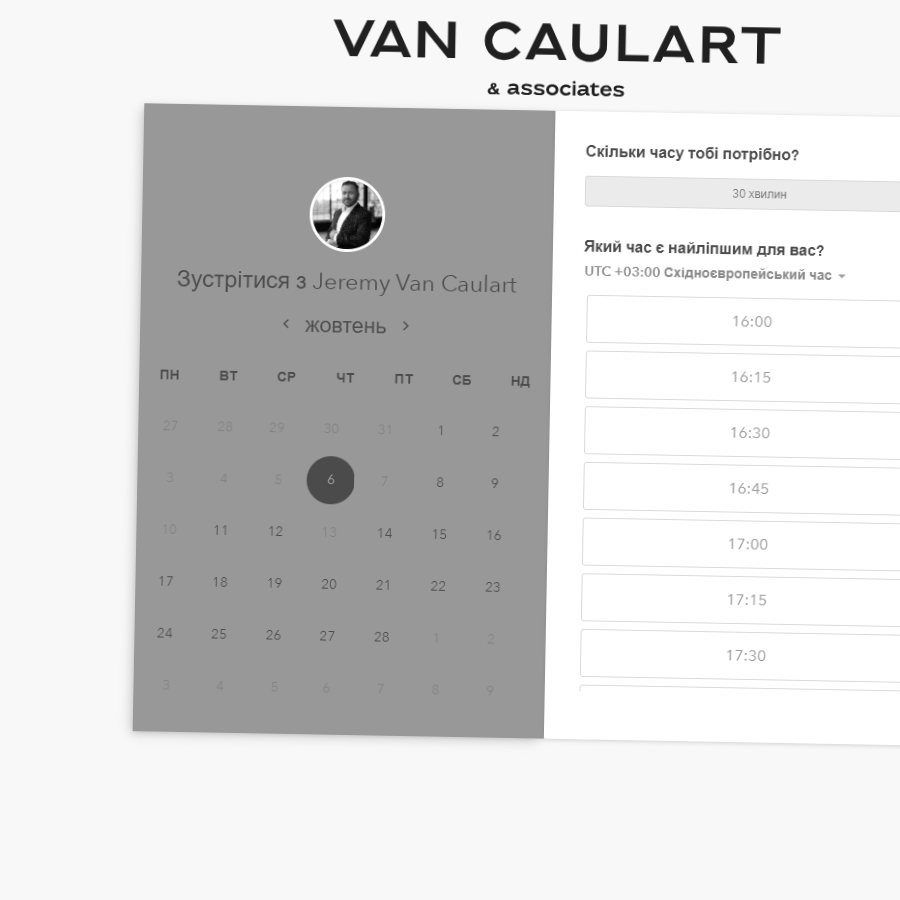 VAN CAULART
& associates
Зустрітися з Jeremy Van Caulart
жовтень
ПН ВТ СР ЧТ ПТ СБ НД
27 28 29 30 31 1 2
3 4 5 6 7 8 9
10 11 12 13 14 15 16
17 18 19 20 21 22 23
24 25 26 27 28 1 2
3 4 5 6 7 8 9
Скільки часу тобі потрібно?
30 хвилин
Який час є найліпшим для вас?
UTC +03:00 Східноєвропейський час
16:00
16:15
16:30
16:45
17:00
17:15
17:30